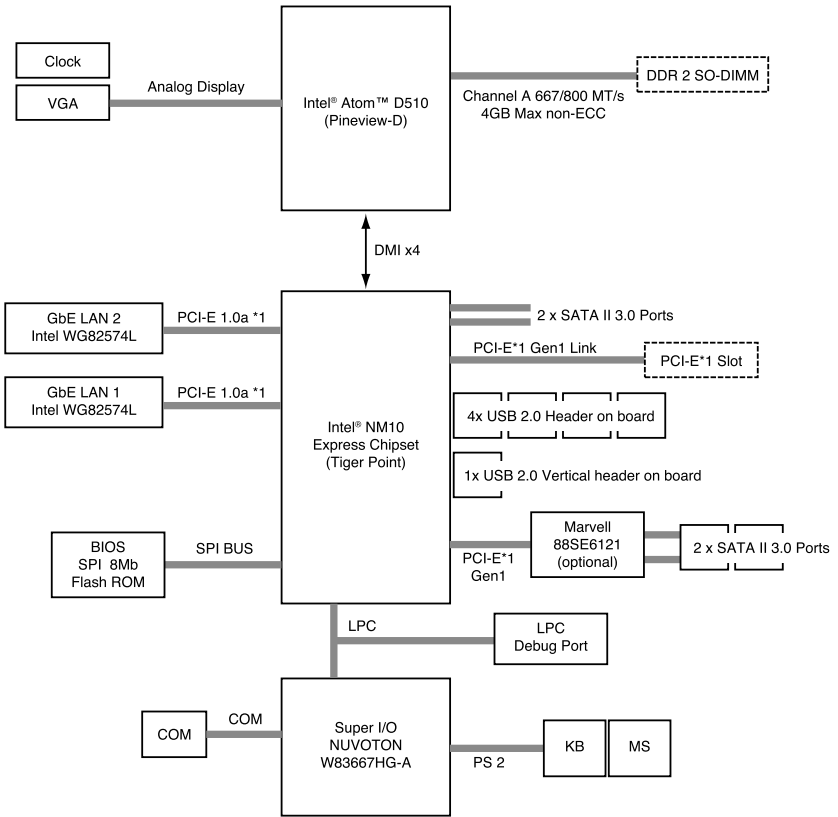 Clock
VGA
Analog Display
Intel® Atom™ D510
(Pineview-D)
DDR 2 SO-DIMM
Channel A 667/800 MT/s
4GB Max non-ECC
DMI x4
GbE LAN 2
Intel WG82574L
PCI-E 1.0a *1
GbE LAN 1
Intel WG82574L
PCI-E 1.0a *1
Intel® NM10
Express Chipset
(Tiger Point)
2 x SATA II 3.0 Ports
PCI-E*1 Gen1 Link
PCI-E*1 Slot
4x USB 2.0 Header on board
1x USB 2.0 Vertical header on board
BIOS
SPI 8Mb
Flash ROM
SPI BUS
PCI-E*1
Gen1
Marvell
88SE6121
(optional)
2 x SATA II 3.0 Ports
LPC
LPC
Debug Port
COM
COM
Super I/O
NUVOTON
W83667HG-A
PS 2
KB
MS